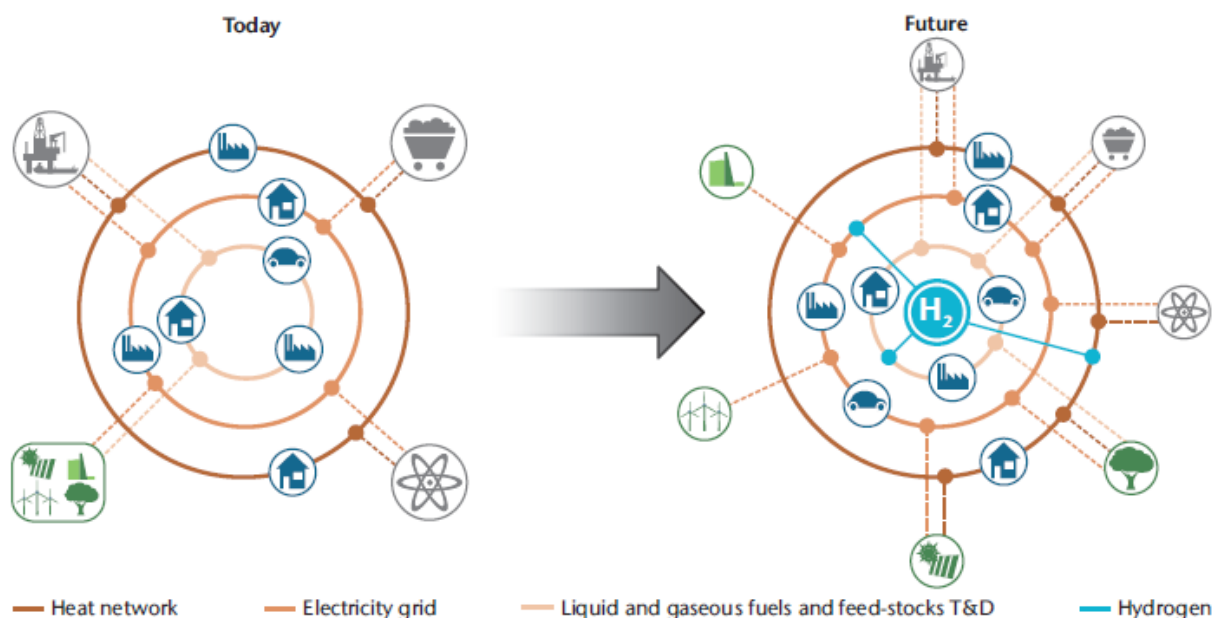 Today
Future
H₂
Heat network
Electricity grid
Liquid and gaseous fuels and feed-stocks T&D
Hydrogen